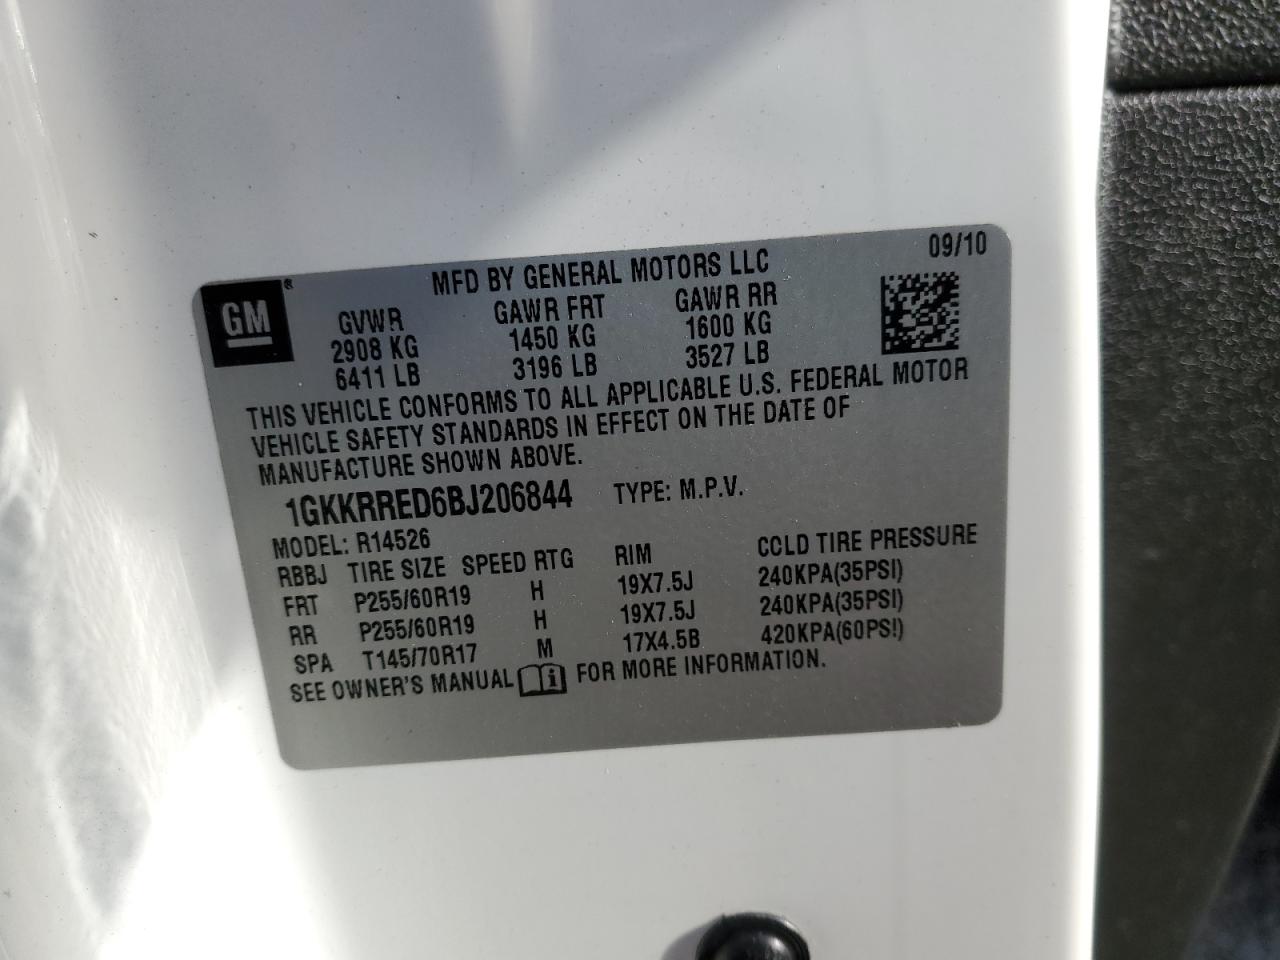 09/10
MFD BY GENERAL MOTORS LLC
GM ®
GVWR GAWR FRT GAWR RR
2908 KG 1450 KG 1600 KG
6411 LB 3196 LB 3527 LB
THIS VEHICLE CONFORMS TO ALL APPLICABLE U.S. FEDERAL MOTOR
VEHICLE SAFETY STANDARDS IN EFFECT ON THE DATE OF
MANUFACTURE SHOWN ABOVE.
1GKKRRED6BJ206844 TYPE: M.P.V.
MODEL: R14526
RBBJ TIRE SIZE SPEED RTG RIM COLD TIRE PRESSURE
FRT P255/60R19 H 19X7.5J 240KPA(35PSI)
RR P255/60R19 H 19X7.5J 240KPA(35PSI)
SPA T145/70R17 M 17X4.5B 420KPA(60PSI)
SEE OWNER'S MANUAL i FOR MORE INFORMATION.